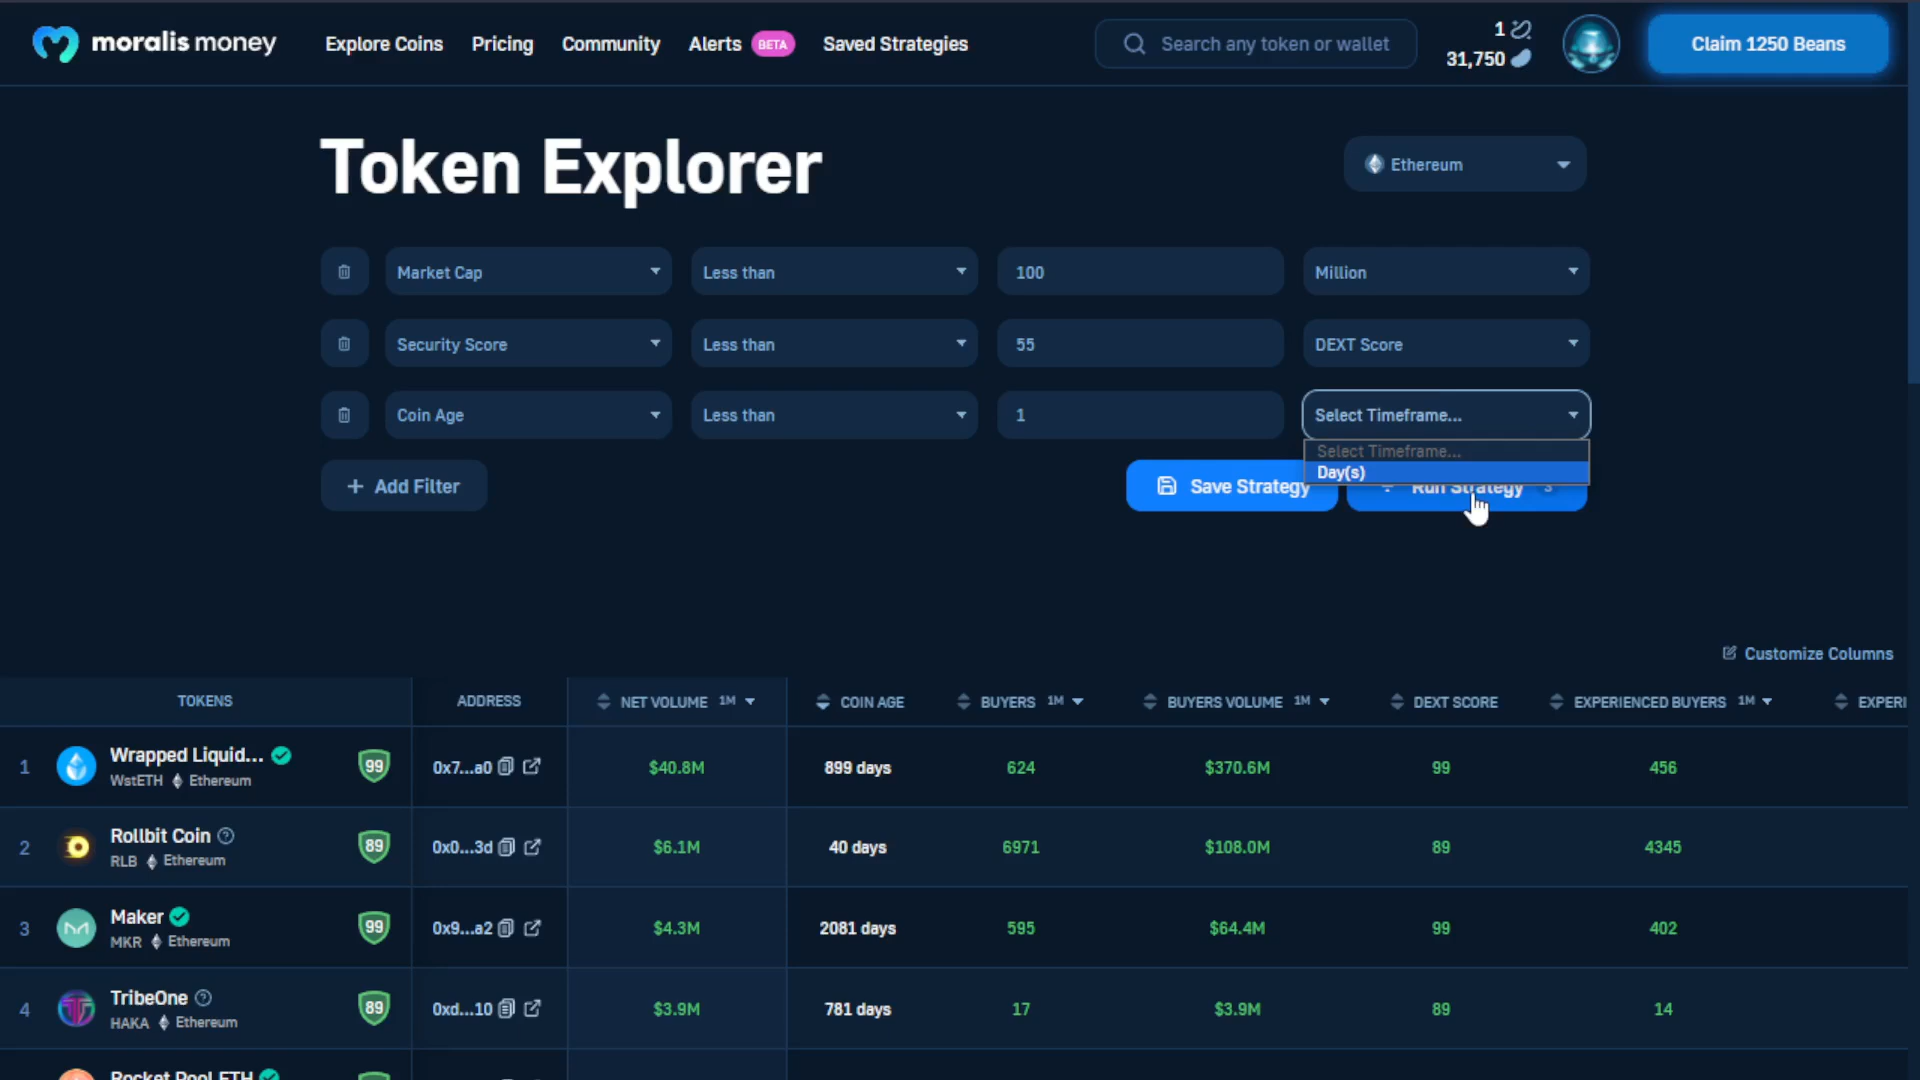 moralis money
Explore Coins
Pricing
Community
Alerts BETA
Saved Strategies
Search any token or wallet
1
31,750
Claim 1250 Beans
Token Explorer
Ethereum
Market Cap
Less than
100
Million
Security Score
Less than
55
DEXT Score
Coin Age
Less than
1
Select Timeframe...
Select Timeframe...
Day(s)
+ Add Filter
Save Strategy
Run Strategy 3
Customize Columns
TOKENS
ADDRESS
NET VOLUME 1M
COIN AGE
BUYERS 1M
BUYERS VOLUME 1M
DEXT SCORE
EXPERIENCED BUYERS 1M
EXPERI
1
Wrapped Liquid...
WstETH Ethereum
99
0x7...a0
$40.8M
899 days
624
$370.6M
99
456
2
Rollbit Coin
RLB Ethereum
89
0x0...3d
$6.1M
40 days
6971
$108.0M
89
4345
3
Maker
MKR Ethereum
99
0x9...a2
$4.3M
2081 days
595
$64.4M
99
402
4
TribeOne
HAKA Ethereum
89
0xd...10
$3.9M
781 days
17
$3.9M
89
14
Rocket Pool ETH